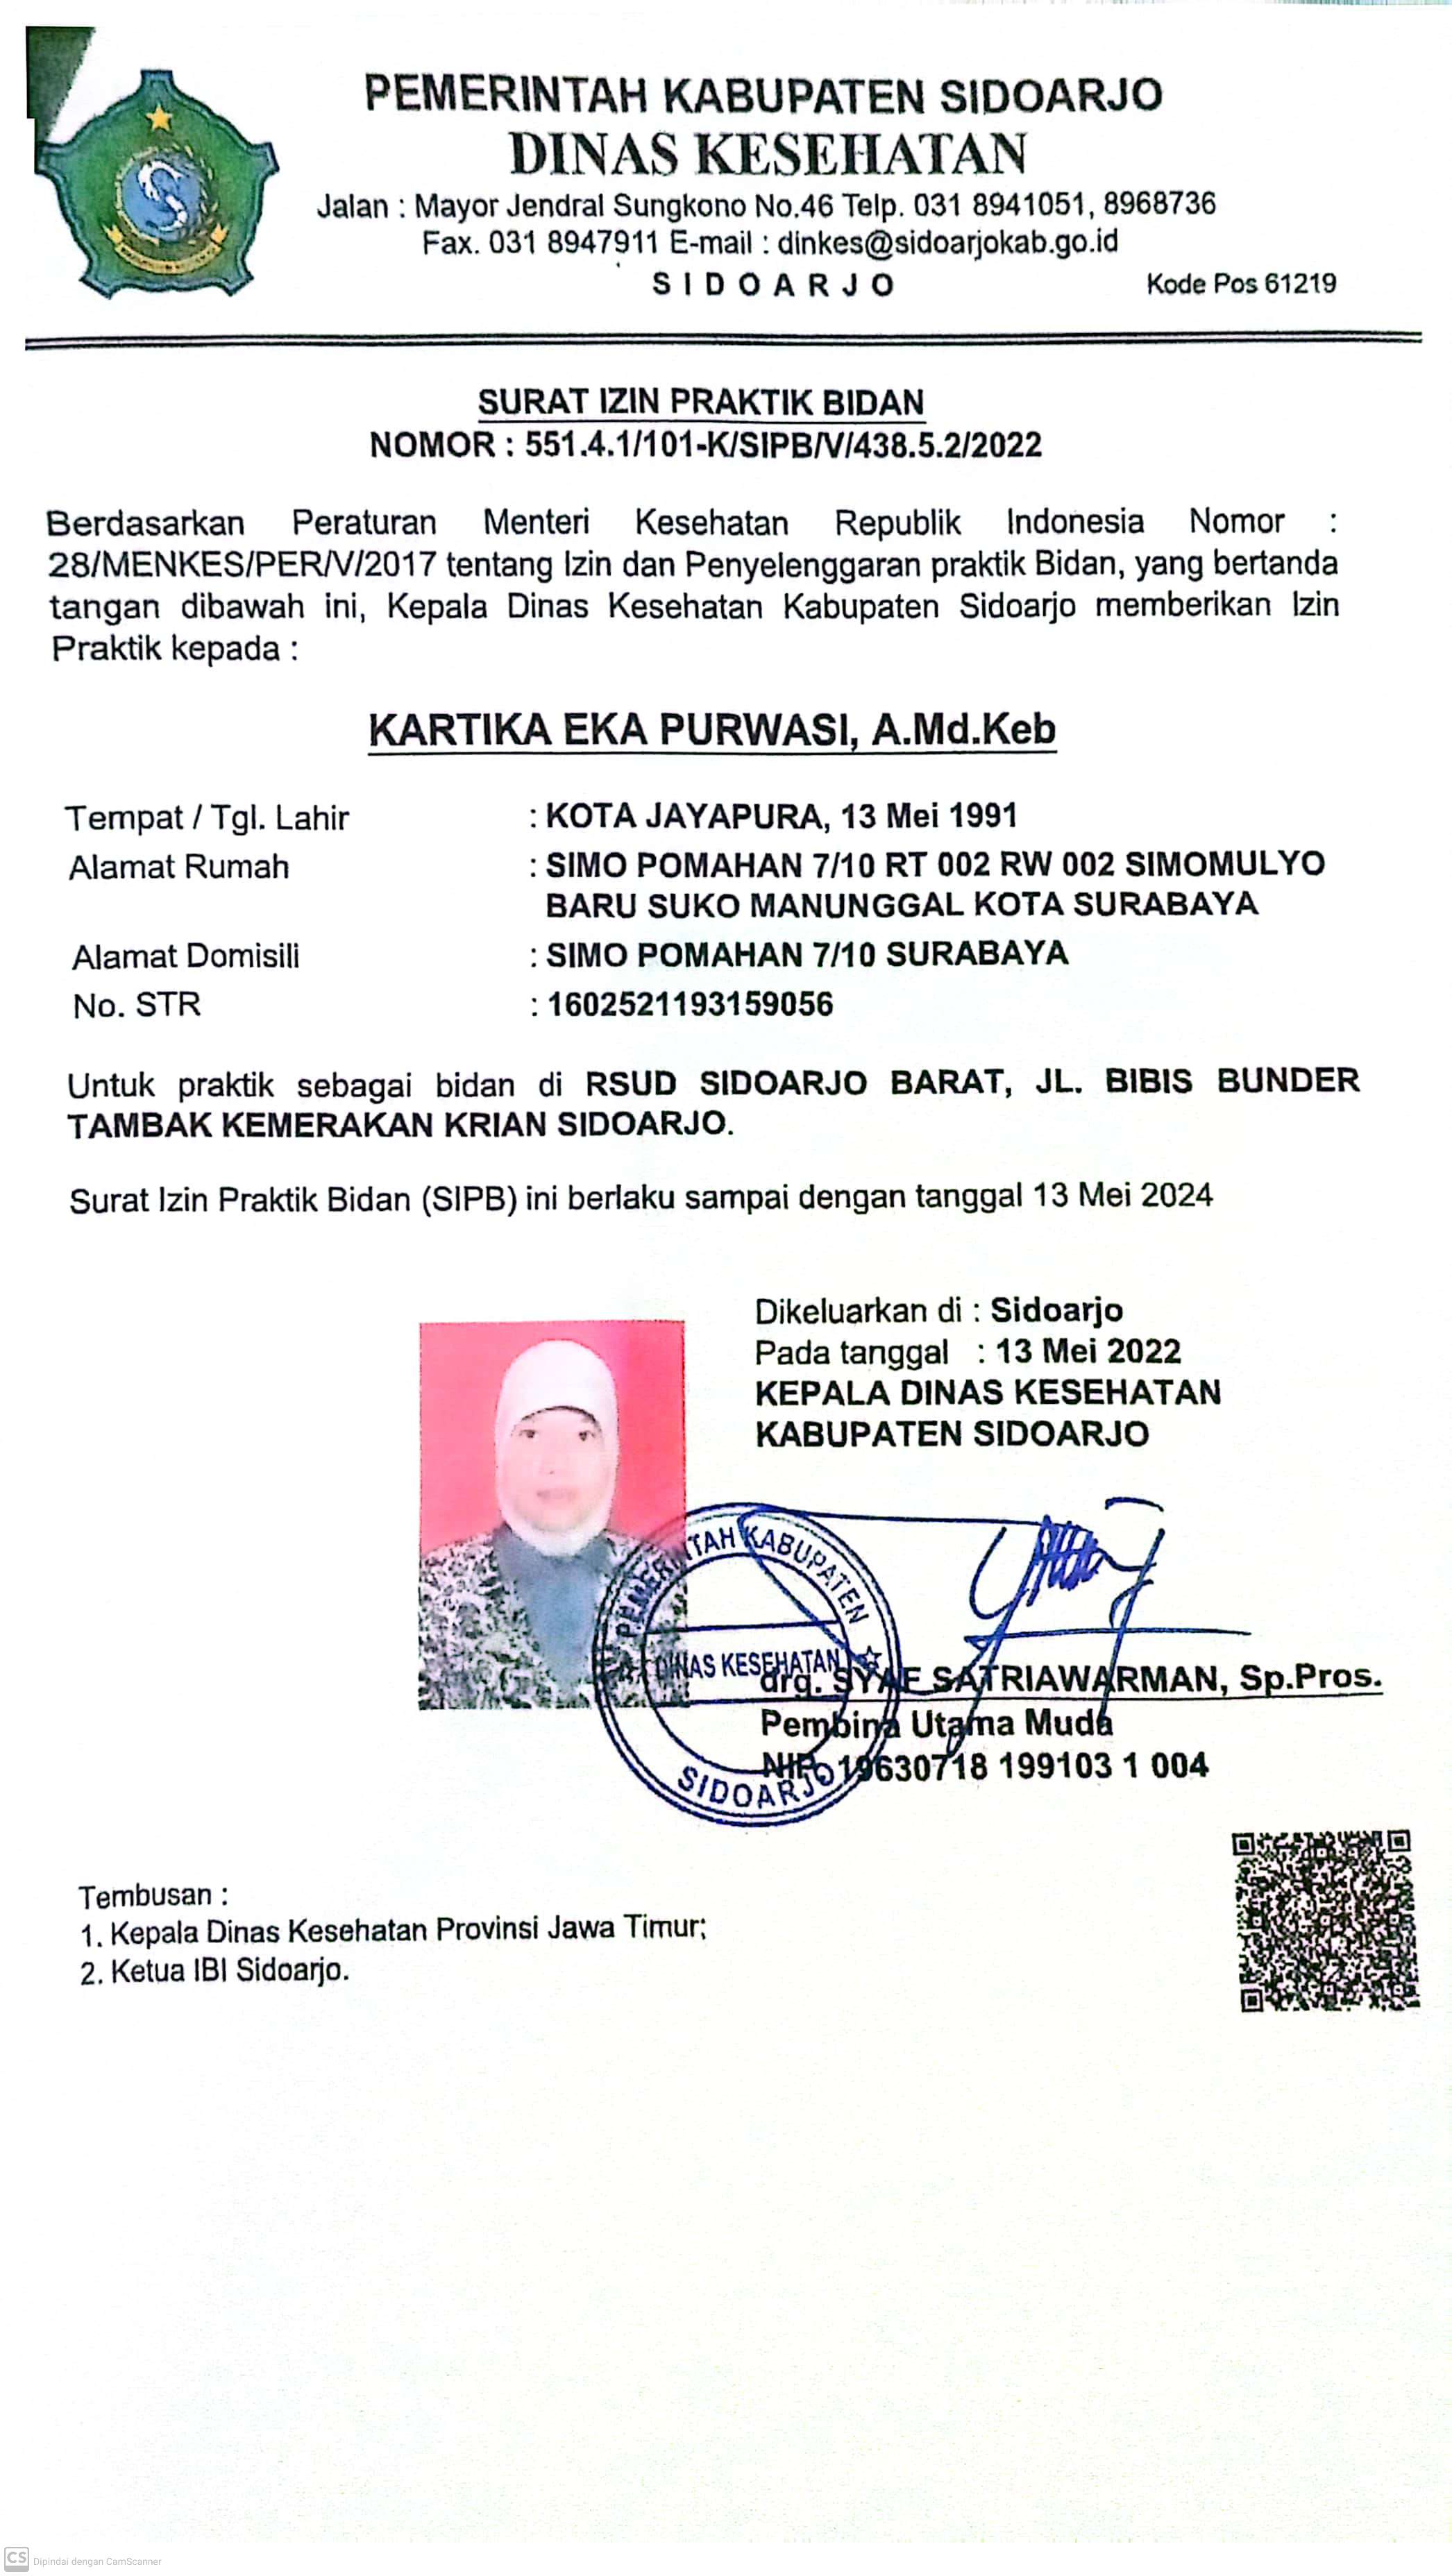 PEMERINTAH KABUPATEN SIDOARJO
DINAS KESEHATAN
Jalan : Mayor Jendral Sungkono No.46 Telp. 031 8941051, 8968736
Fax. 031 8947911 E-mail : dinkes@sidoarjokab.go.id
S I D O A R J O Kode Pos 61219
SURAT IZIN PRAKTIK BIDAN
NOMOR : 551.4.1/101-K/SIPB/V/438.5.2/2022
Berdasarkan Peraturan Menteri Kesehatan Republik Indonesia Nomor :
28/MENKES/PER/V/2017 tentang Izin dan Penyelenggaran praktik Bidan, yang bertanda
tangan dibawah ini, Kepala Dinas Kesehatan Kabupaten Sidoarjo memberikan Izin
Praktik kepada :
KARTIKA EKA PURWASI, A.Md.Keb
Tempat / Tgl. Lahir : KOTA JAYAPURA, 13 Mei 1991
Alamat Rumah : SIMO POMAHAN 7/10 RT 002 RW 002 SIMOMULYO
BARU SUKO MANUNGGAL KOTA SURABAYA
Alamat Domisili : SIMO POMAHAN 7/10 SURABAYA
No. STR : 1602521193159056
Untuk praktik sebagai bidan di RSUD SIDOARJO BARAT, JL. BIBIS BUNDER
TAMBAK KEMERAKAN KRIAN SIDOARJO.
Surat Izin Praktik Bidan (SIPB) ini berlaku sampai dengan tanggal 13 Mei 2024
Dikeluarkan di : Sidoarjo
Pada tanggal : 13 Mei 2022
KEPALA DINAS KESEHATAN
KABUPATEN SIDOARJO
PEMERINTAH KABUPATEN
DINAS KESEHATAN
SIDOARJO
drg. SYAF SATRIAWARMAN, Sp.Pros.
Pembina Utama Muda
NIP. 19630718 199103 1 004
Tembusan :
1. Kepala Dinas Kesehatan Provinsi Jawa Timur;
2. Ketua IBI Sidoarjo.
CS Dipindai dengan CamScanner